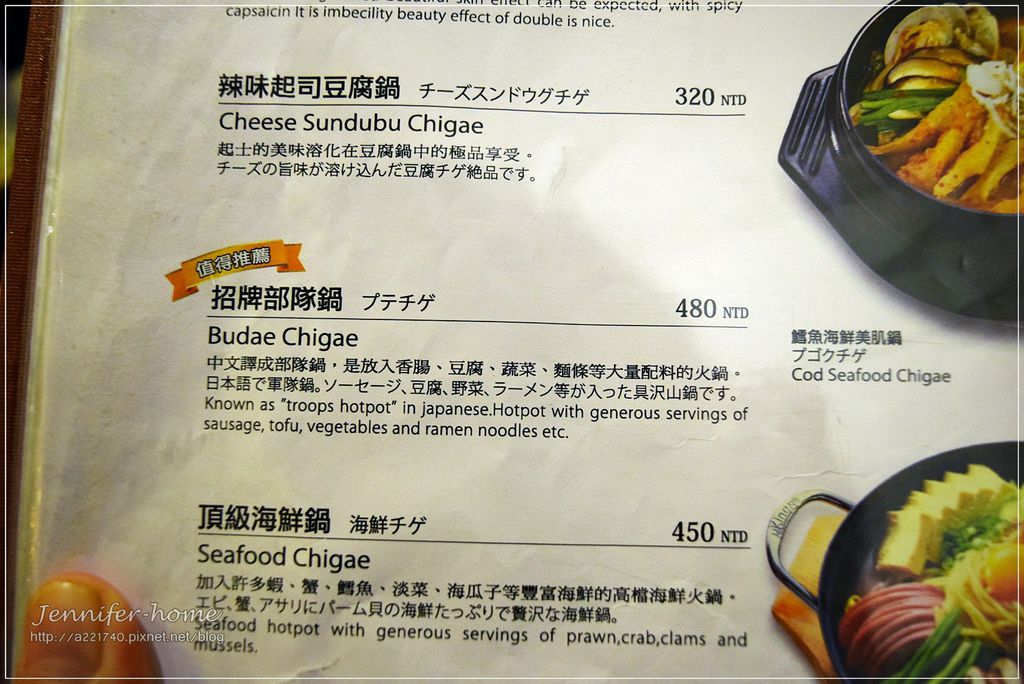 beautiful skin effect can be expected, with spicy
capsaicin It is imbecility beauty effect of double is nice.
辣味起司豆腐鍋 チーズスンドゥグチゲ 320 NTD
Cheese Sundubu Chigae
起士的美味溶化在豆腐鍋中的極品享受。
チーズの旨味が溶け込んだ豆腐チゲ絶品です。
值得推薦
招牌部隊鍋 プテチゲ 480 NTD
Budae Chigae
中文譯成部隊鍋，是放入香腸、豆腐、蔬菜、麵條等大量配料的火鍋。
日本語で軍隊鍋。ソーセージ、豆腐、野菜、ラーメン等が入った具沢山鍋です。
Known as "troops hotpot" in japanese.Hotpot with generous servings of
sausage, tofu, vegetables and ramen noodles etc.
頂級海鮮鍋 海鮮チゲ 450 NTD
Seafood Chigae
加入許多蝦、蟹、鱈魚、淡菜、海瓜子等豐富海鮮的高檔海鮮火鍋。
エビ、蟹、アサリにパーム貝の海鮮たっぷりで贅沢な海鮮鍋。
Seafood hotpot with generous servings of prawn,crab,clams and
mussels.
鱈魚海鮮美肌鍋
プゴクチゲ
Cod Seafood Chigae
Jennifer-home
http://a221740.pixnet.net/blog